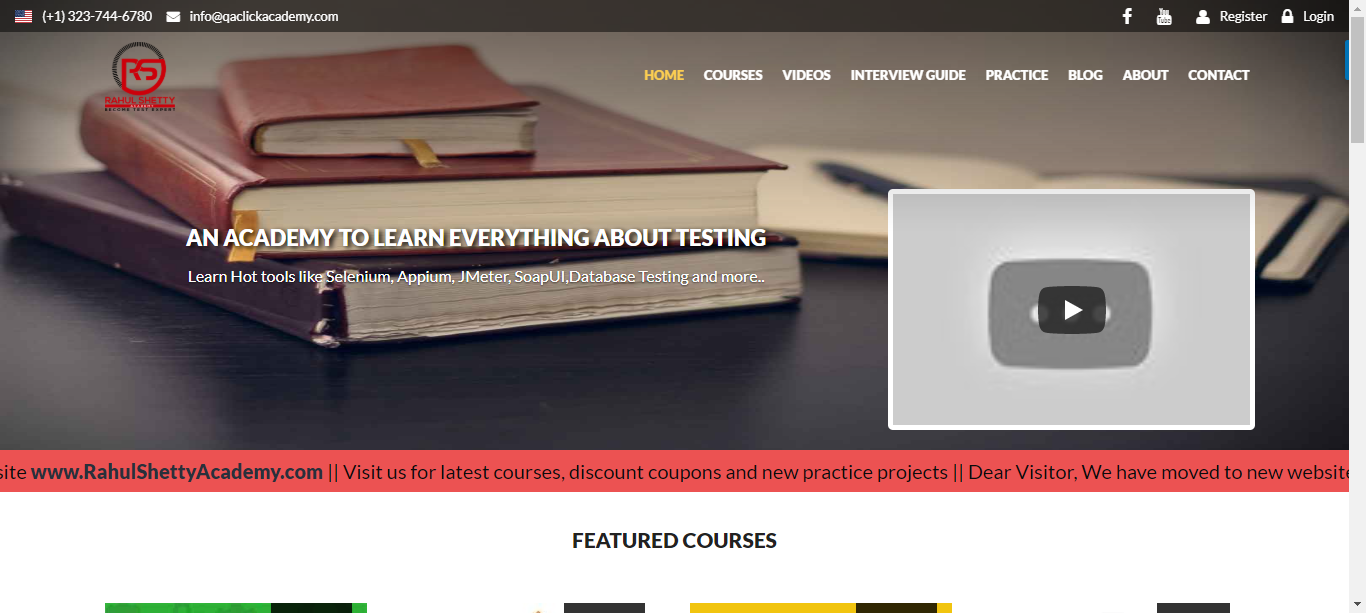 (+1) 323-744-6780 info@qaclickacademy.com Register Login
RS
RAHUL SHETTY
HOME COURSES VIDEOS INTERVIEW GUIDE PRACTICE BLOG ABOUT CONTACT
AN ACADEMY TO LEARN EVERYTHING ABOUT TESTING
Learn Hot tools like Selenium, Appium, JMeter, SoapUI,Database Testing and more..
site www.RahulShettyAcademy.com || Visit us for latest courses, discount coupons and new practice projects || Dear Visitor, We have moved to new website
FEATURED COURSES